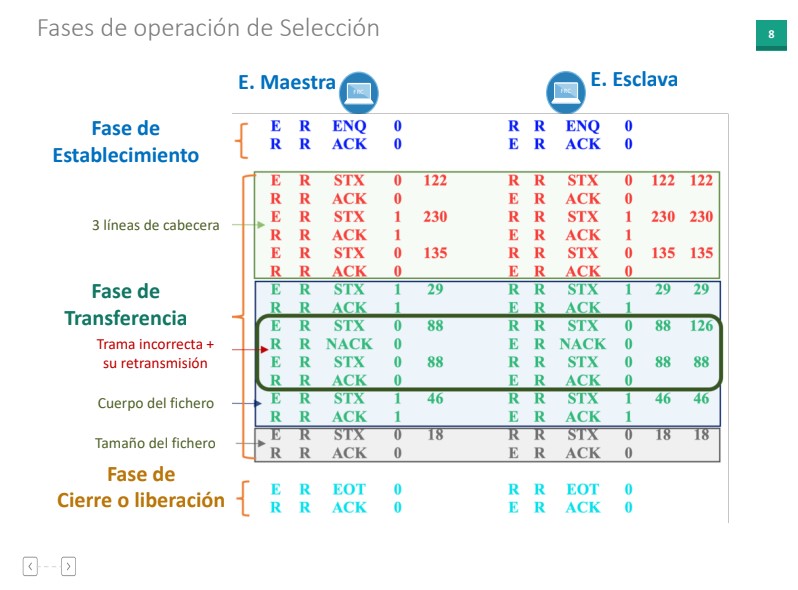 Fases de operación de Selección
8
E. Maestra
E. Esclava
Fase de
Establecimiento
E R ENQ 0 R R ENQ 0
R R ACK 0 E R ACK 0
3 líneas de cabecera
E R STX 0 122 R R STX 0 122 122
R R ACK 0 E R ACK 0
E R STX 1 230 R R STX 1 230 230
R R ACK 1 E R ACK 1
E R STX 0 135 R R STX 0 135 135
R R ACK 0 E R ACK 0
Fase de
Transferencia
E R STX 1 29 R R STX 1 29 29
R R ACK 1 E R ACK 1
Trama incorrecta +
su retransmisión
E R STX 0 88 R R STX 0 88 126
R R NACK 0 E R NACK 0
E R STX 0 88 R R STX 0 88 88
R R ACK 0 E R ACK 0
Cuerpo del fichero
E R STX 1 46 R R STX 1 46 46
R R ACK 1 E R ACK 1
Tamaño del fichero
E R STX 0 18 R R STX 0 18 18
R R ACK 0 E R ACK 0
Fase de
Cierre o liberación
E R EOT 0 R R EOT 0
R R ACK 0 E R ACK 0